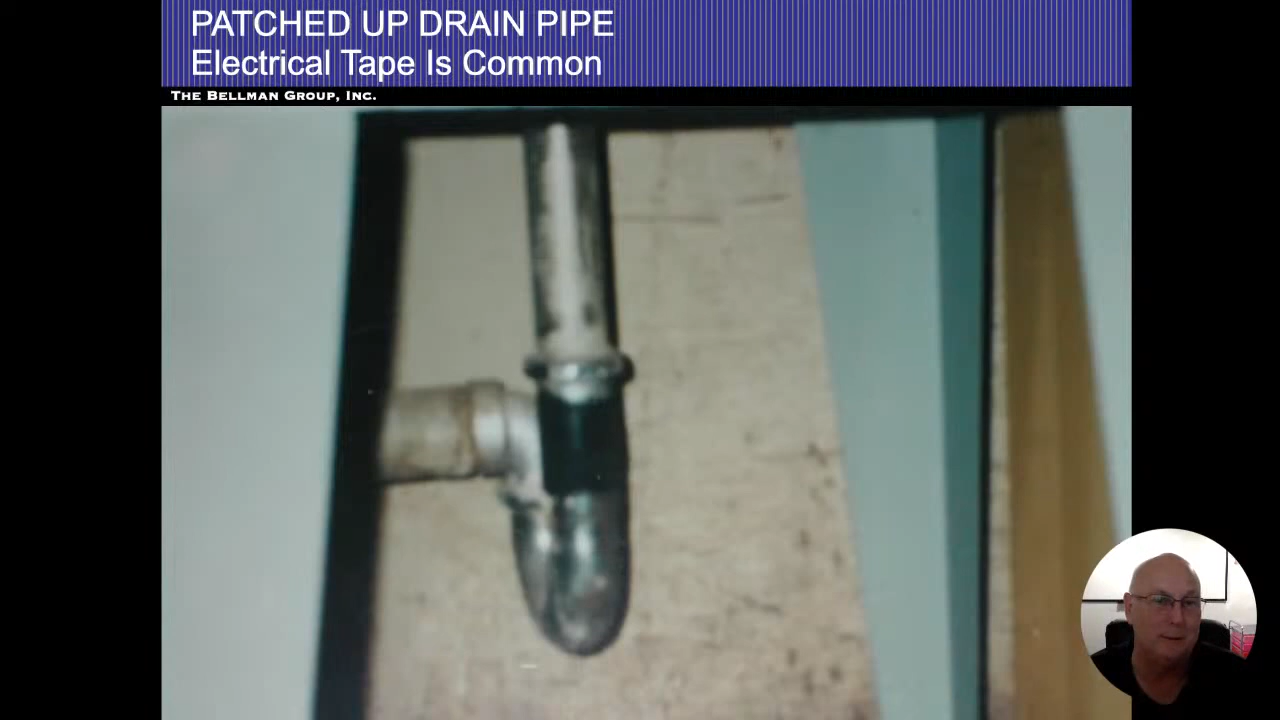 PATCHED UP DRAIN PIPE
Electrical Tape Is Common
THE BELLMAN GROUP, INC.